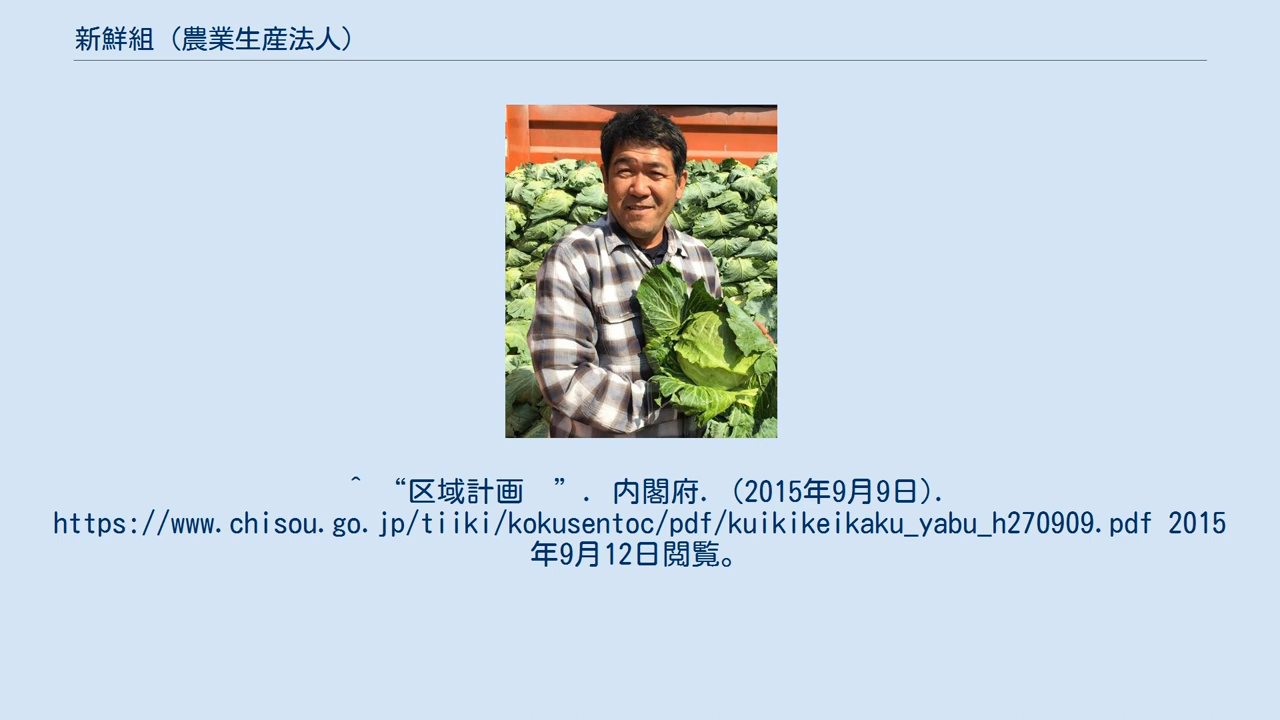 新鮮組（農業生産法人）
^ “区域計画　”. 内閣府. (2015年9月9日).
https://www.chisou.go.jp/tiiki/kokusentoc/pdf/kuikikeikaku_yabu_h270909.pdf 2015
年9月12日閲覧。